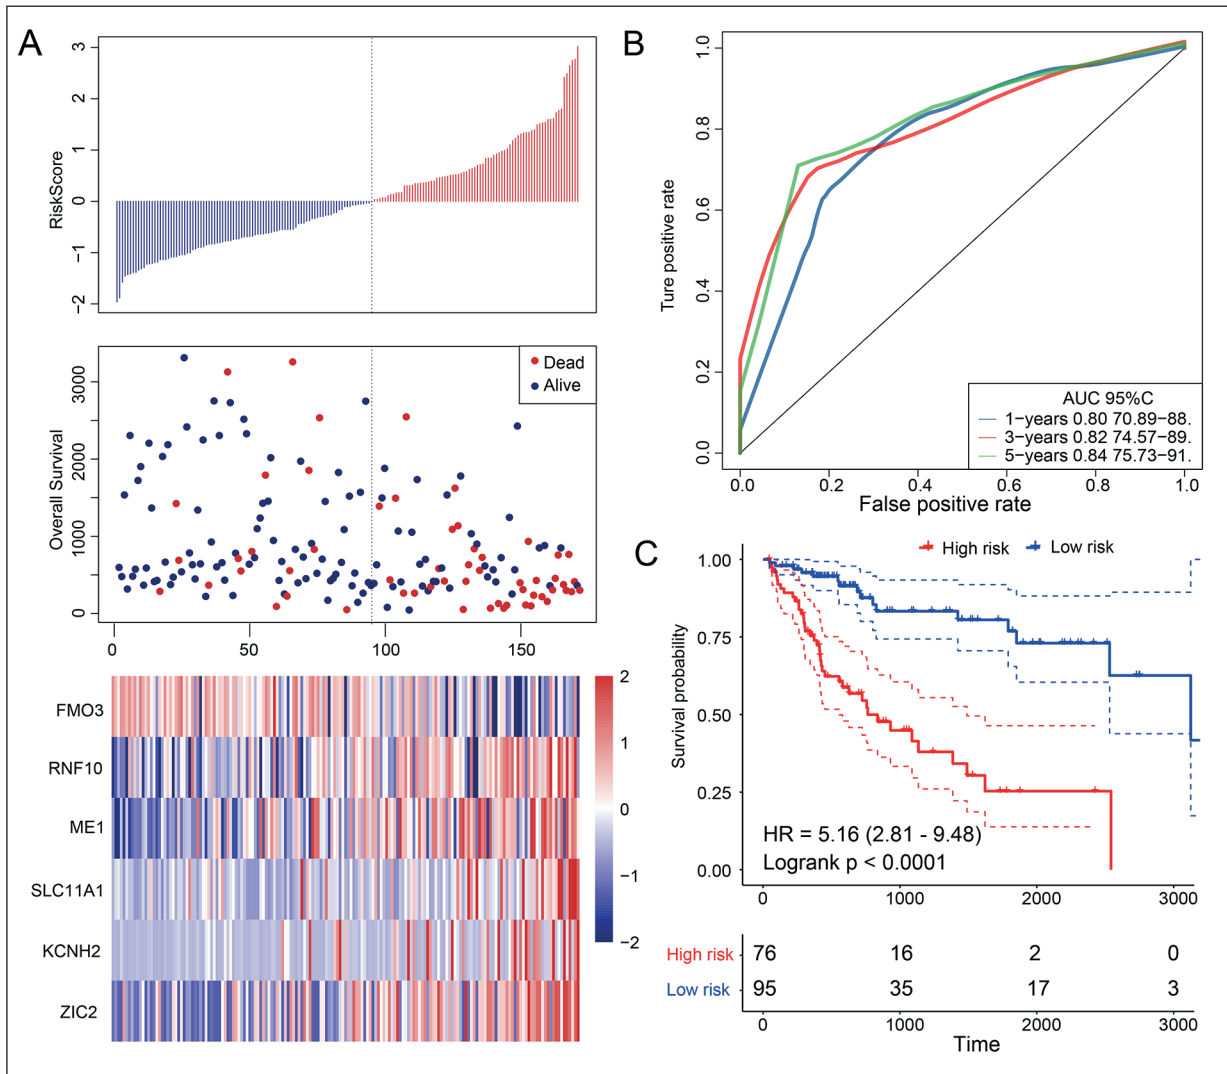 A
RiskScore
3
2
1
0
−1
−2
Overall Survival
3000
2000
1000
0
Dead
Alive
0
50
100
150
FMO3
RNF10
ME1
SLC11A1
KCNH2
ZIC2
2
1
0
−1
−2
B
Ture positive rate
1.0
0.8
0.6
0.4
0.2
0.0
AUC 95%C
1−years 0.80 70.89−88.
3−years 0.82 74.57−89.
5−years 0.84 75.73−91.
0.0 0.2 0.4 0.6 0.8 1.0
False positive rate
C
High risk Low risk
Survival probability
1.00
0.75
0.50
0.25
0.00
HR = 5.16 (2.81 - 9.48)
Logrank p < 0.0001
0 1000 2000 3000
High risk 76 16 2 0
Low risk 95 35 17 3
0 1000 2000 3000
Time